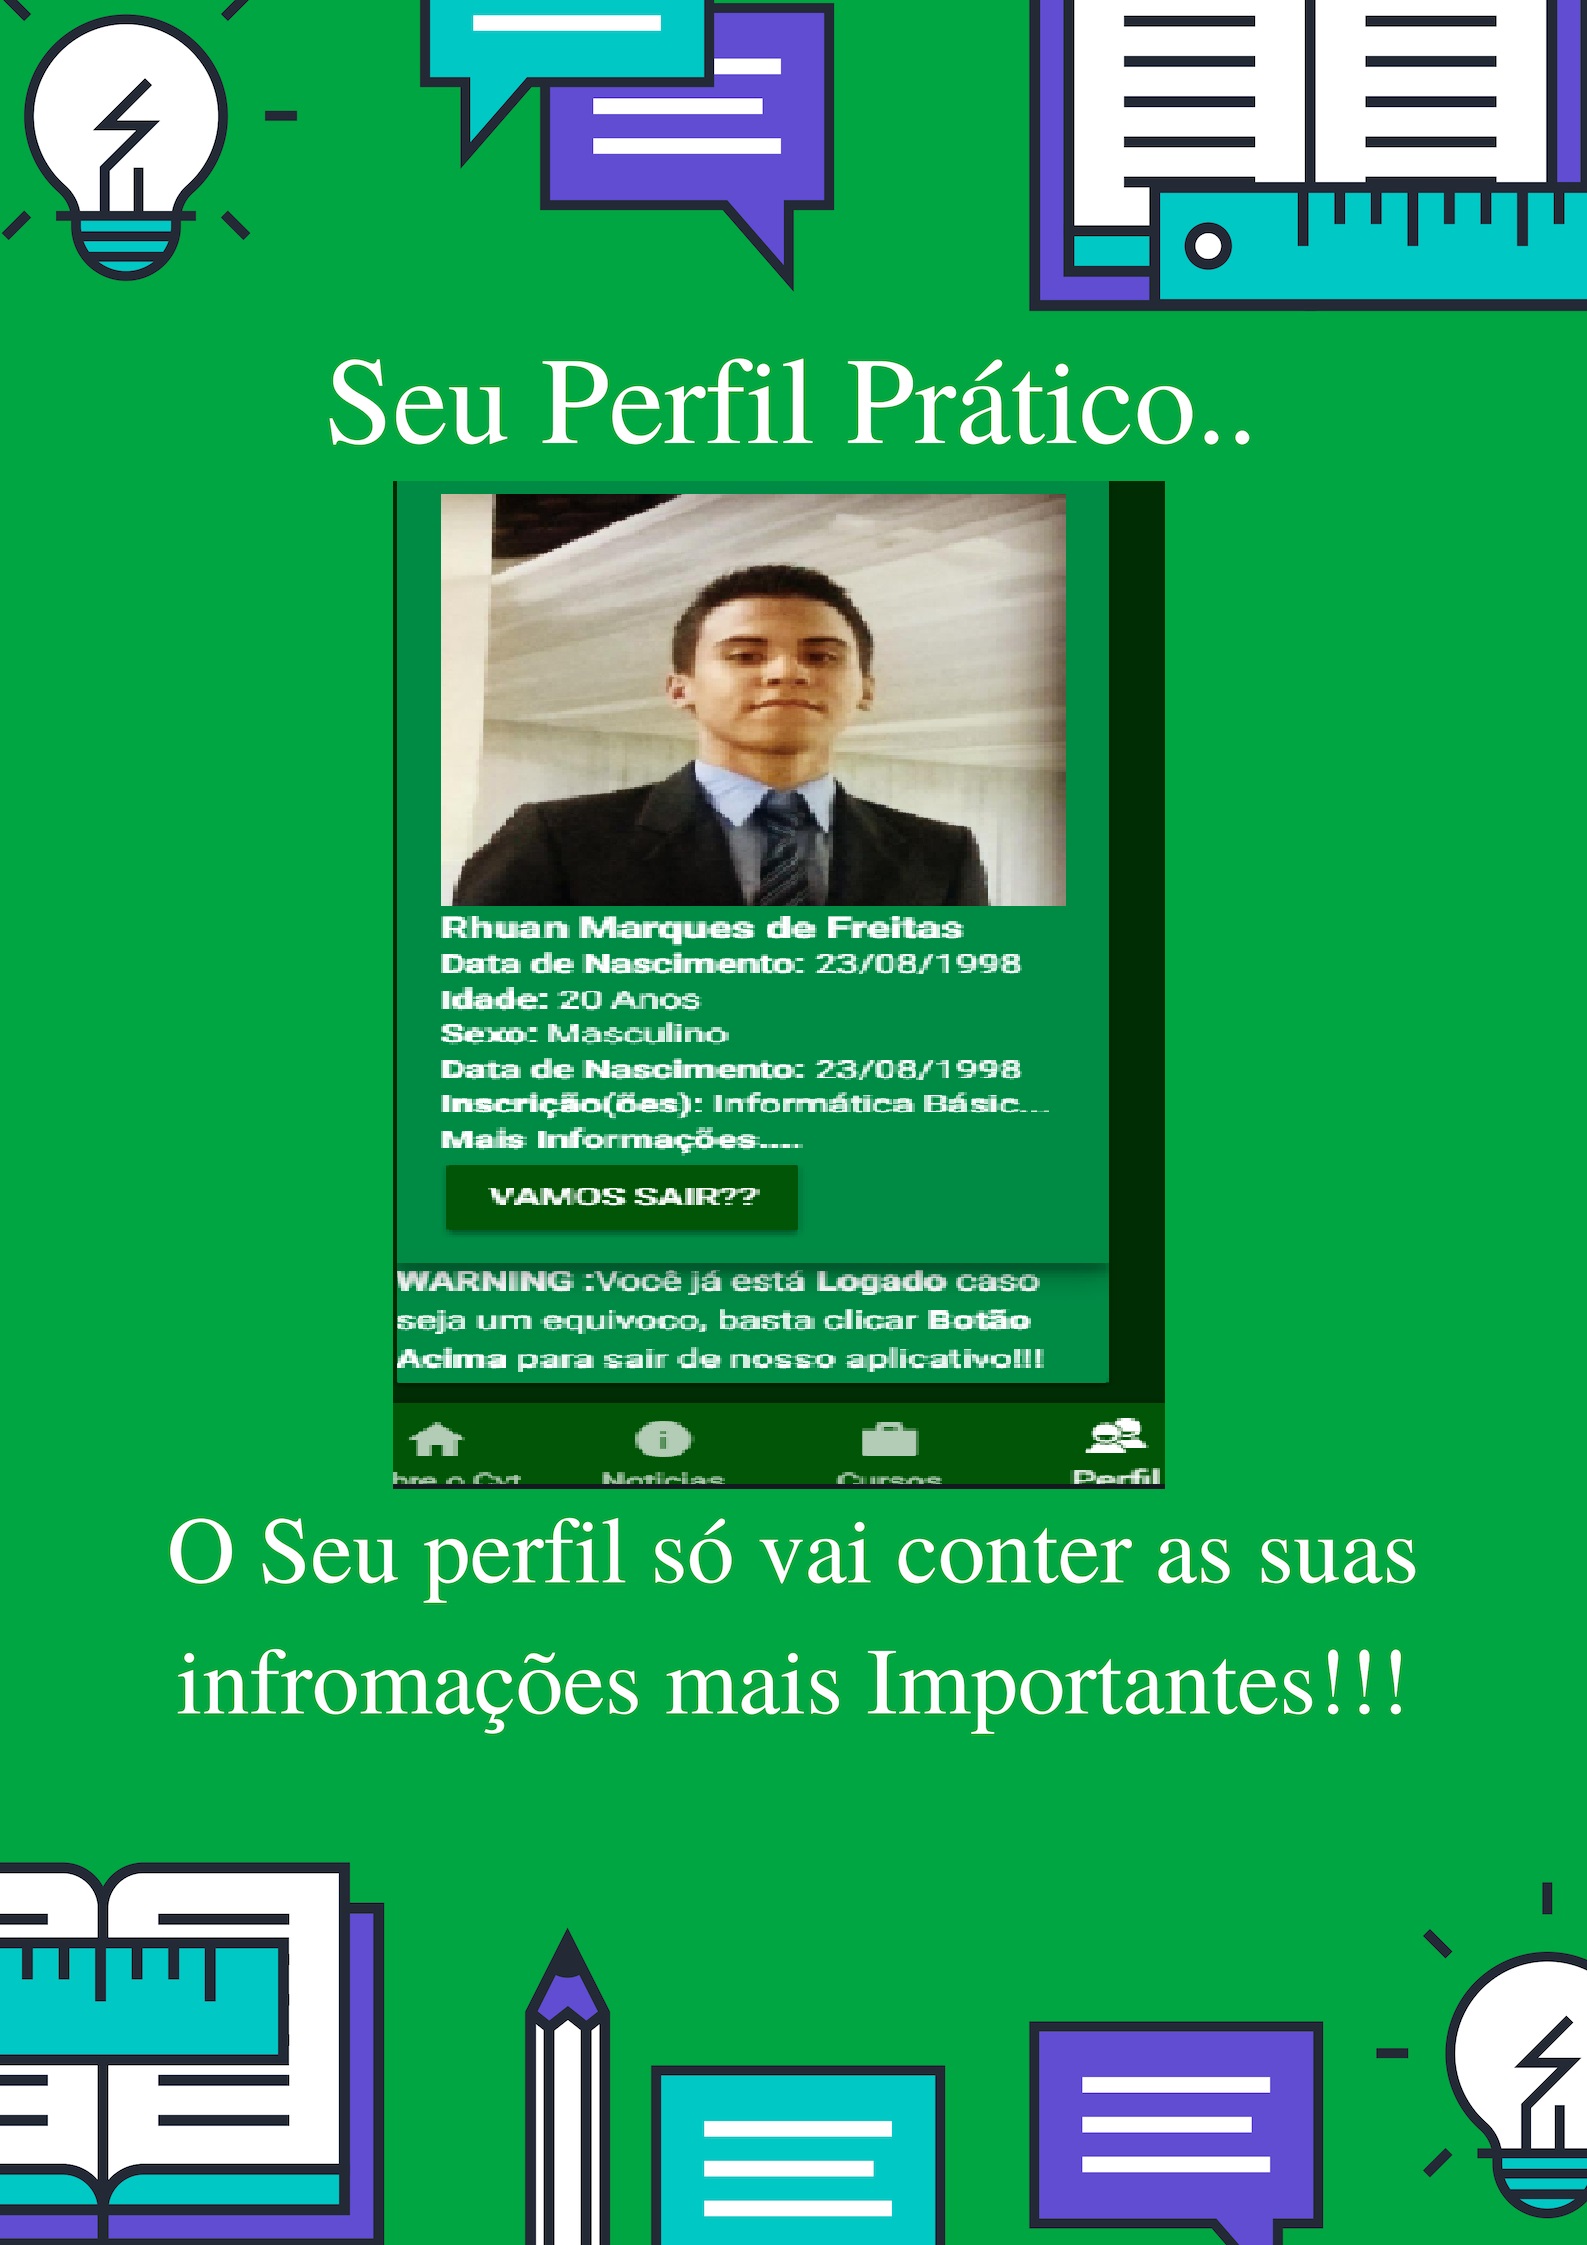 Seu Perfil Prático..
Rhuan Marques de Freitas
Data de Nascimento: 23/08/1998
Idade: 20 Anos
Sexo: Masculino
Data de Nascimento: 23/08/1998
Inscrição(ões): Informática Básic...
Mais Informações....
VAMOS SAIR??
WARNING :Você já está Logado caso
seja um equivoco, basta clicar Botão
Acima para sair de nosso aplicativo!!!
bre o Cvt Noticias Cursos Perfil
O Seu perfil só vai conter as suas
infromações mais Importantes!!!